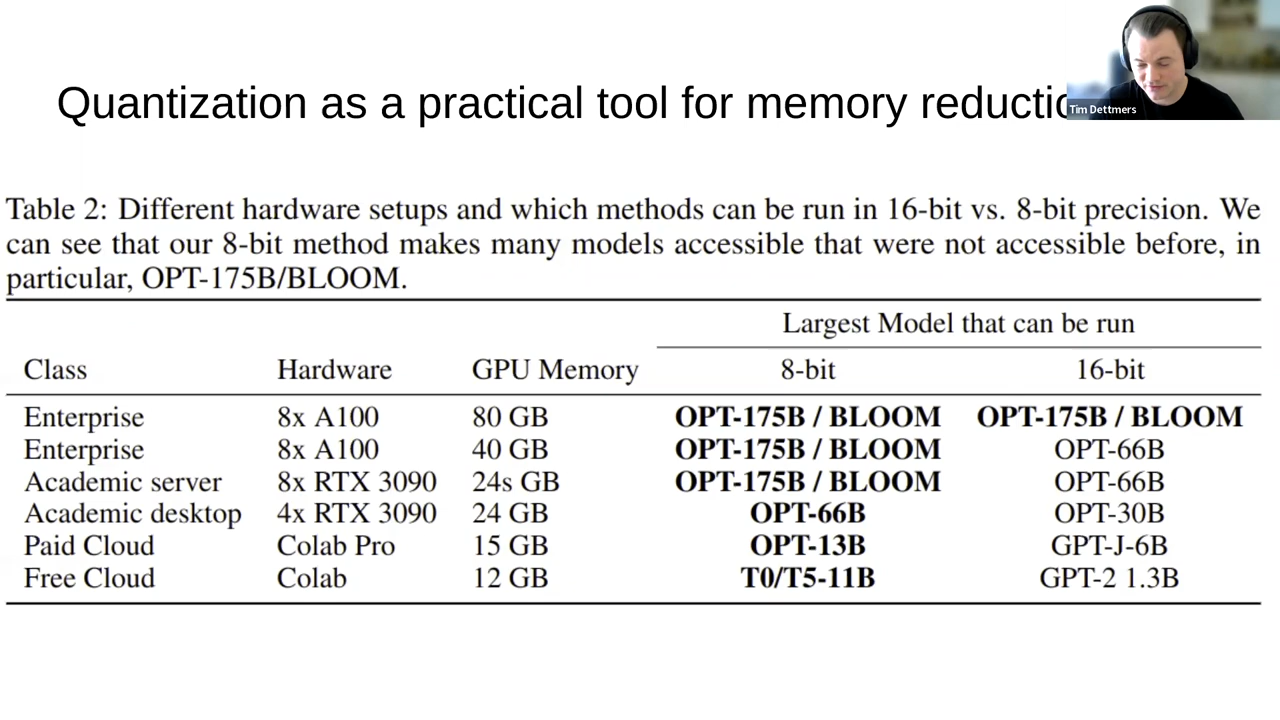 Quantization as a practical tool for memory reductio
Tim Dettmers
Table 2: Different hardware setups and which methods can be run in 16-bit vs. 8-bit precision. We
can see that our 8-bit method makes many models accessible that were not accessible before, in
particular, OPT-175B/BLOOM.
Largest Model that can be run
Class Hardware GPU Memory 8-bit 16-bit
Enterprise 8x A100 80 GB OPT-175B / BLOOM OPT-175B / BLOOM
Enterprise 8x A100 40 GB OPT-175B / BLOOM OPT-66B
Academic server 8x RTX 3090 24s GB OPT-175B / BLOOM OPT-66B
Academic desktop 4x RTX 3090 24 GB OPT-66B OPT-30B
Paid Cloud Colab Pro 15 GB OPT-13B GPT-J-6B
Free Cloud Colab 12 GB T0/T5-11B GPT-2 1.3B